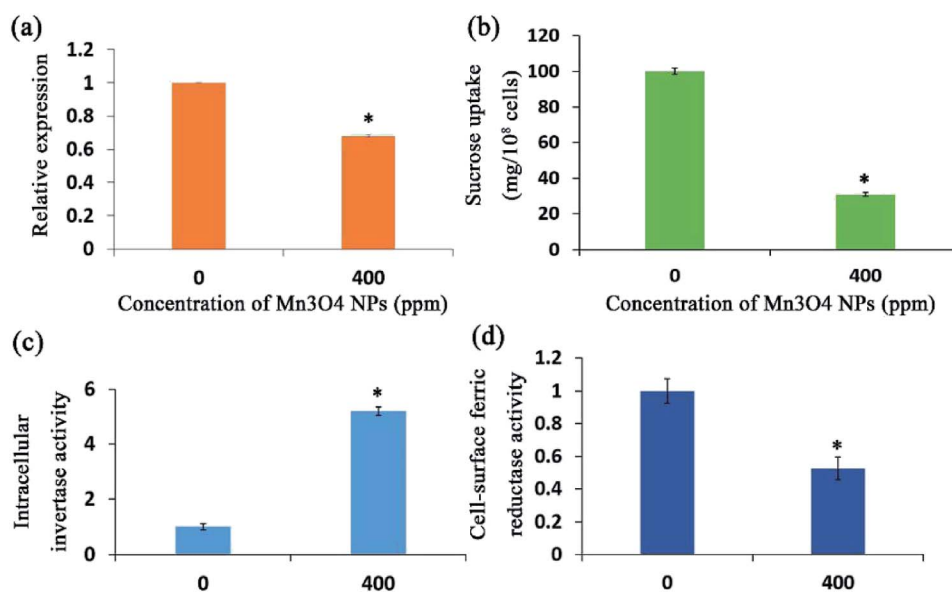 (a)
Relative expression
1.2
1
0.8
0.6
0.4
0.2
0
*
0
400
Concentration of Mn3O4 NPs (ppm)
(b)
Sucrose uptake
(mg/10⁸ cells)
120
100
80
60
40
20
0
*
0
400
Concentration of Mn3O4 NPs (ppm)
(c)
Intracellular
invertase activity
6
4
2
0
*
0
400
(d)
Cell-surface ferric
reductase activity
1.2
1
0.8
0.6
0.4
0.2
0
*
0
400